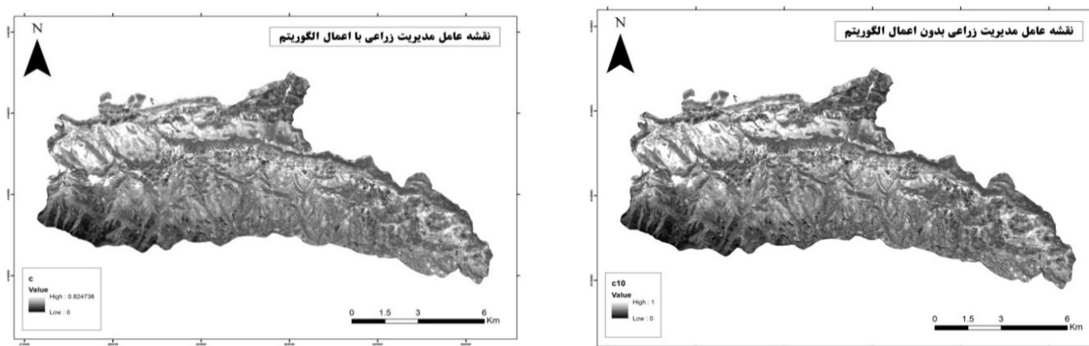 نقشه عامل مدیریت زراعی با اعمال الگوریتم
N
c
Value
High : 0.824736
Low : 0
0 1.5 3 6
Km
نقشه عامل مدیریت زراعی بدون اعمال الگوریتم
N
c10
Value
High : 1
Low : 0
0 1.5 3 6
Km